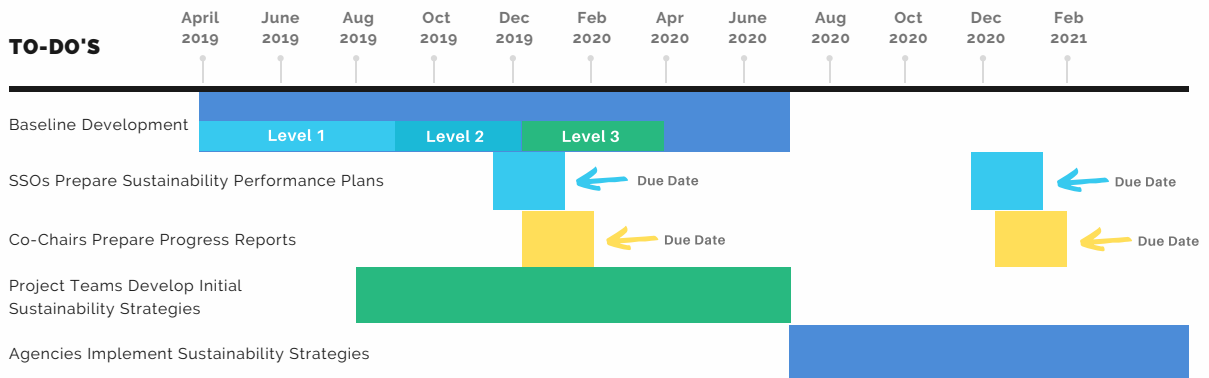 April June Aug Oct Dec Feb Apr June Aug Oct Dec Feb
2019 2019 2019 2019 2019 2020 2020 2020 2020 2020 2020 2021
TO-DO'S
Baseline Development
Level 1 Level 2 Level 3
SSOs Prepare Sustainability Performance Plans Due Date Due Date
Co-Chairs Prepare Progress Reports Due Date Due Date
Project Teams Develop Initial
Sustainability Strategies
Agencies Implement Sustainability Strategies